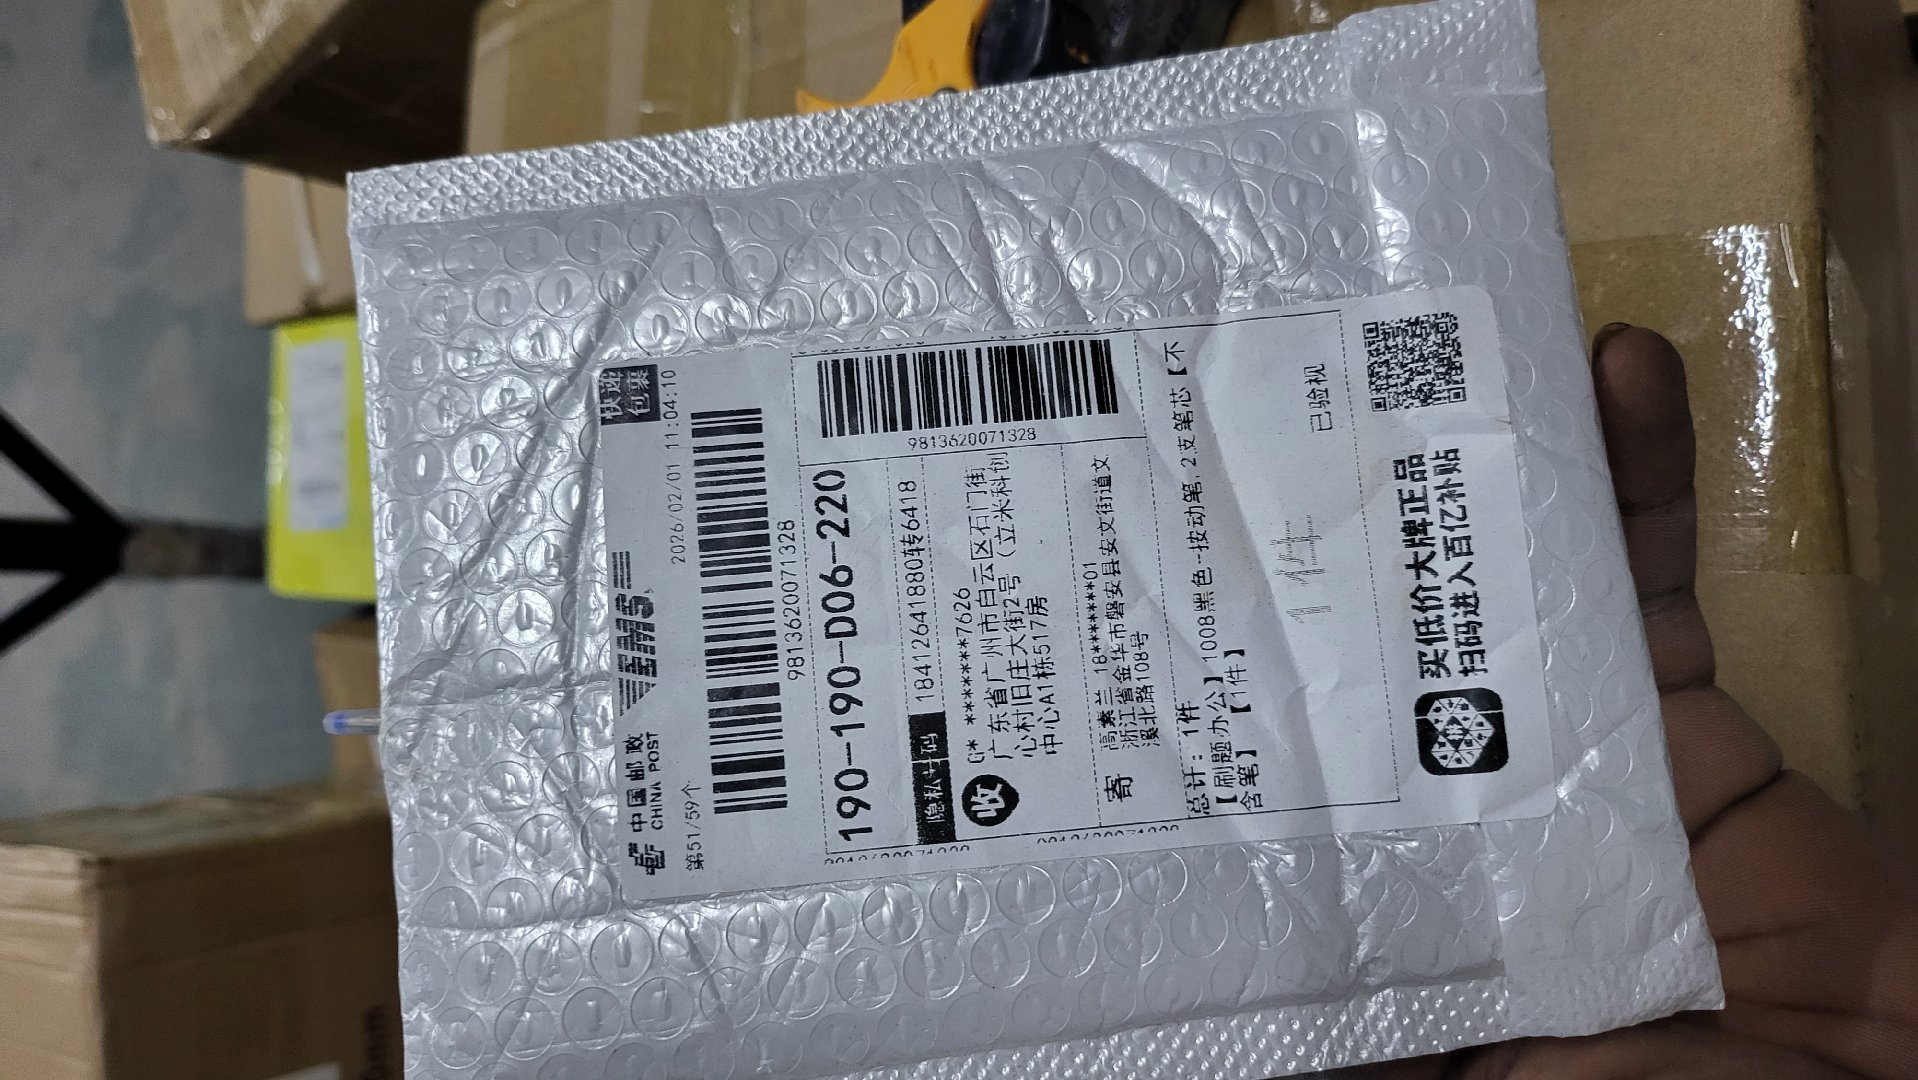 中国邮政
CHINA POST
EMS
快递
包裹
第51/59个
2026/02/01 11:04:10
9813620071328
190-190-D06-220
9813620071328
隐私号码
18412641880转6418
收
G* *******7626
广东省广州市白云区石门街
心村旧庄大街2号（立米科创
中心A1栋517房
寄
高素兰 18*******01
浙江省金华市磐安县安文街道文
溪北路108号
总计：1件
【刷题办公】1008黑色-按动笔,2支笔芯【不
含笔】【1件】
已验视
买低价大牌正品
扫码进入百亿补贴